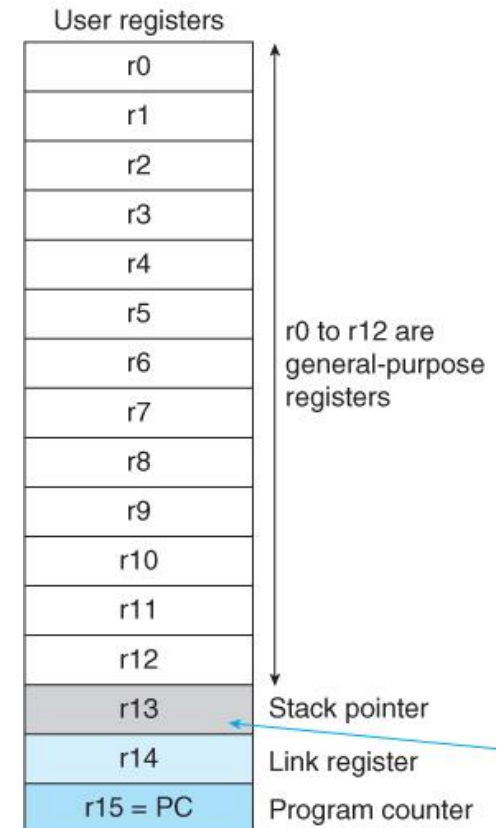 User registers
r0
r1
r2
r3
r4
r5
r6
r7
r8
r9
r10
r11
r12
r0 to r12 are
general-purpose
registers
r13 Stack pointer
r14 Link register
r15 = PC Program counter